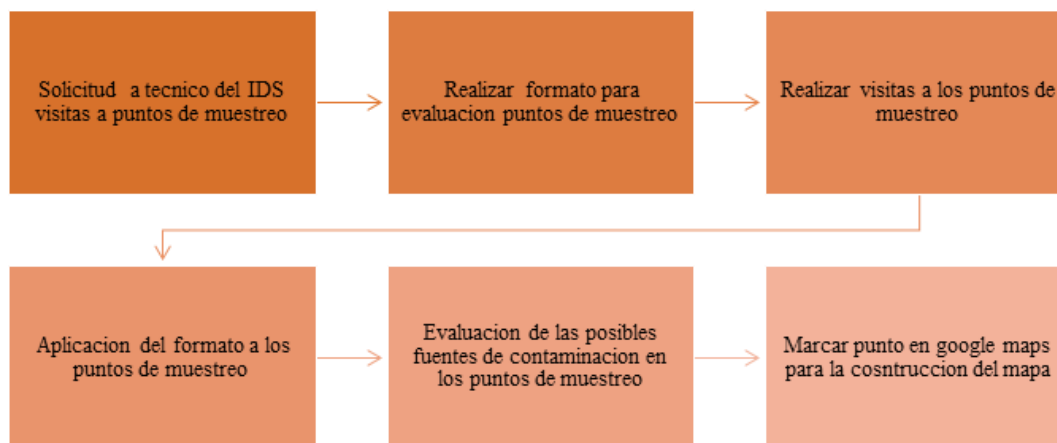 Solicitud a tecnico del IDS
visitas a puntos de muestreo
Realizar formato para
evaluacion puntos de muestreo
Realizar visitas a los puntos de
muestreo
Aplicacion del formato a los
puntos de muestreo
Evaluacion de las posibles
fuentes de contaminacion en
los puntos de muestreo
Marcar punto en google maps
para la cosntruccion del mapa